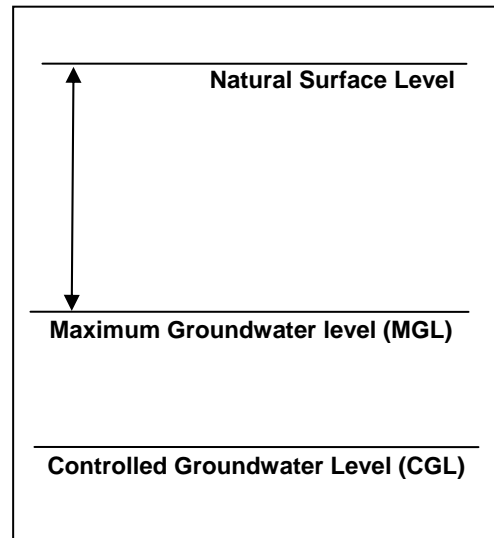 Natural Surface Level
Maximum Groundwater level (MGL)
Controlled Groundwater Level (CGL)